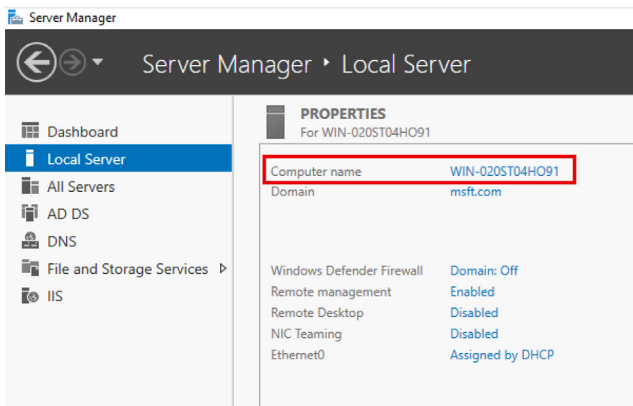 Server Manager
Server Manager ‣ Local Server
Dashboard
Local Server
All Servers
AD DS
DNS
File and Storage Services
IIS
PROPERTIES
For WIN-020ST04HO91
Computer name WIN-020ST04HO91
Domain msft.com
Windows Defender Firewall Domain: Off
Remote management Enabled
Remote Desktop Disabled
NIC Teaming Disabled
Ethernet0 Assigned by DHCP